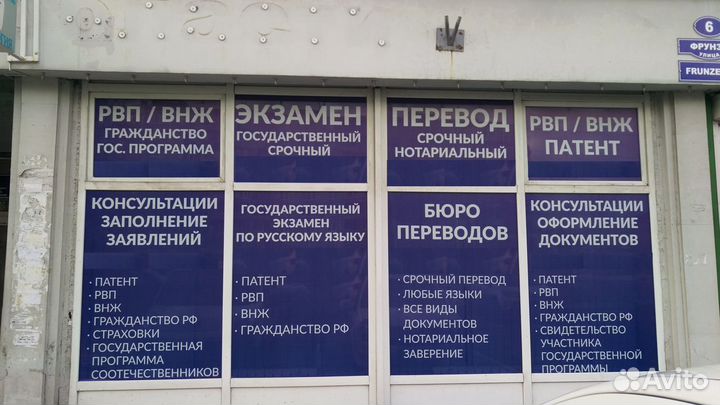 РВП / ВНЖ
ГРАЖДАНСТВО
ГОС. ПРОГРАММА
ЭКЗАМЕН
ГОСУДАРСТВЕННЫЙ
СРОЧНЫЙ
ПЕРЕВОД
СРОЧНЫЙ
НОТАРИАЛЬНЫЙ
РВП / ВНЖ
ПАТЕНТ
6
ФРУНЗ
УЛИЦА
FRUNZE
КОНСУЛЬТАЦИИ
ЗАПОЛНЕНИЕ
ЗАЯВЛЕНИЙ
· ПАТЕНТ
· РВП
· ВНЖ
· ГРАЖДАНСТВО РФ
· СТРАХОВКИ
· ГОСУДАРСТВЕННАЯ
ПРОГРАММА
СООТЕЧЕСТВЕННИКОВ
ГОСУДАРСТВЕННЫЙ
ЭКЗАМЕН
ПО РУССКОМУ ЯЗЫКУ
· ПАТЕНТ
· РВП
· ВНЖ
· ГРАЖДАНСТВО РФ
БЮРО
ПЕРЕВОДОВ
· СРОЧНЫЙ ПЕРЕВОД
· ЛЮБЫЕ ЯЗЫКИ
· ВСЕ ВИДЫ
ДОКУМЕНТОВ
· НОТАРИАЛЬНОЕ
ЗАВЕРЕНИЕ
КОНСУЛЬТАЦИИ
ОФОРМЛЕНИЕ
ДОКУМЕНТОВ
· ПАТЕНТ
· РВП
· ВНЖ
· ГРАЖДАНСТВО РФ
· СВИДЕТЕЛЬСТВО
УЧАСТНИКА
ГОСУДАРСТВЕННОЙ
ПРОГРАММЫ
Avito